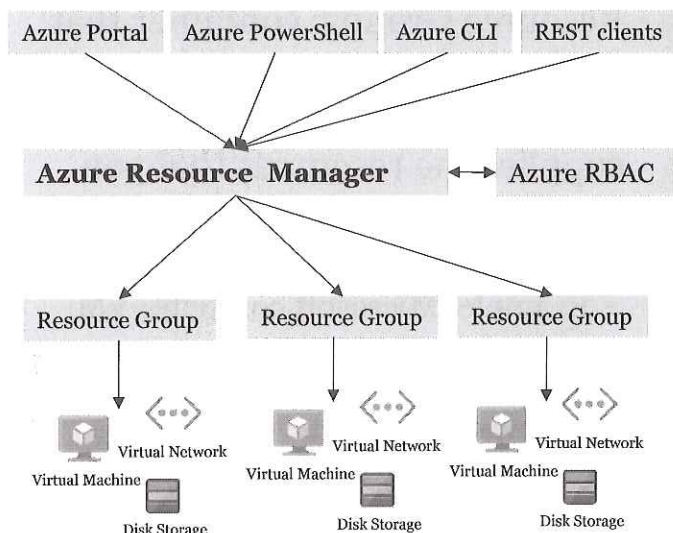 Azure Portal
Azure PowerShell
Azure CLI
REST clients
Azure Resource Manager
Azure RBAC
Resource Group
Resource Group
Resource Group
Virtual Network
Virtual Machine
Disk Storage
Virtual Network
Virtual Machine
Disk Storage
Virtual Network
Virtual Machine
Disk Storage